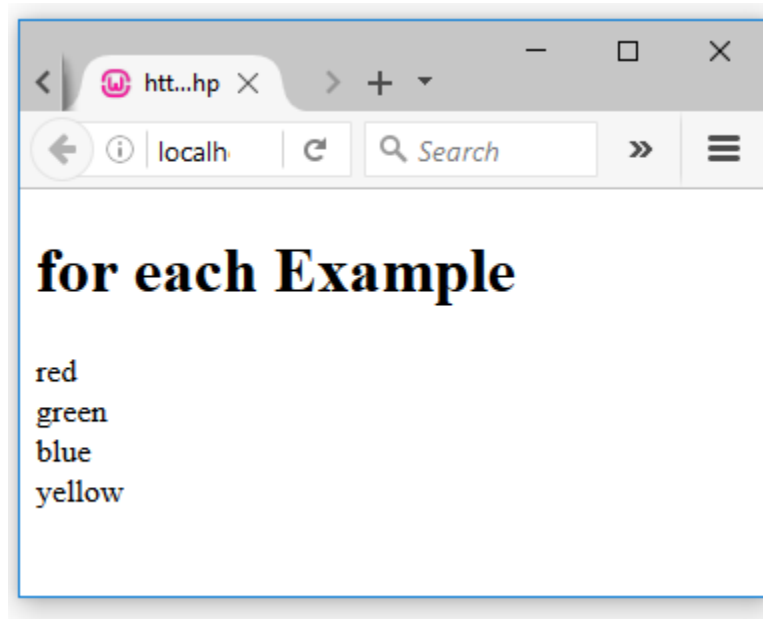 htt...hp
localh
Search
for each Example
red
green
blue
yellow